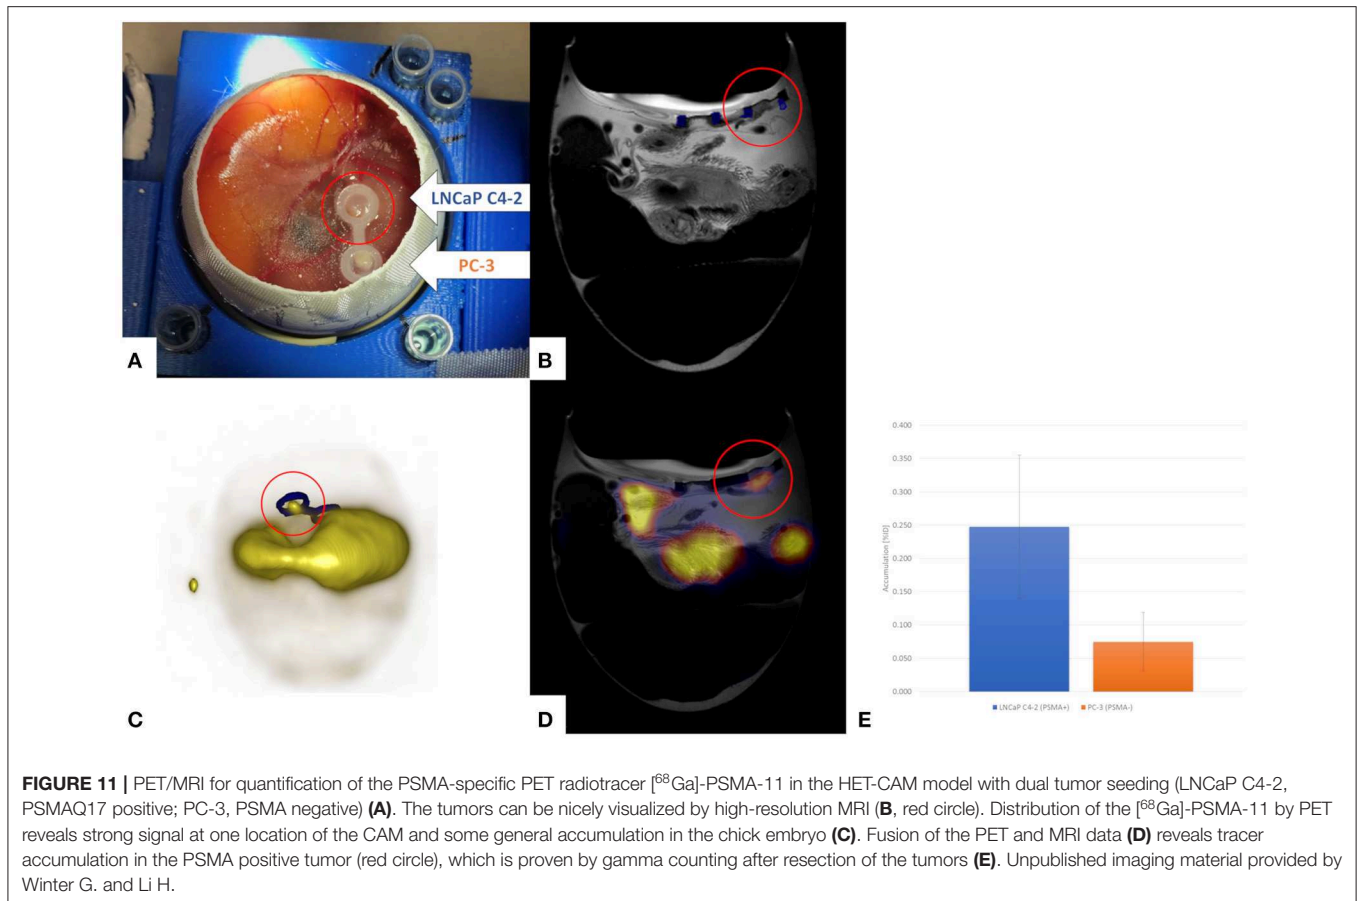 LNCaP C4-2
PC-3
A
B
C
D
0.400
0.350
0.300
0.250
0.200
0.150
0.100
0.050
0.000
Accumulation [%ID]
LNCaP C4-2 (PSMA+) PC-3 (PSMA-)
E
FIGURE 11 | PET/MRI for quantification of the PSMA-specific PET radiotracer [⁶⁸Ga]-PSMA-11 in the HET-CAM model with dual tumor seeding (LNCaP C4-2,
PSMAQ17 positive; PC-3, PSMA negative) (A). The tumors can be nicely visualized by high-resolution MRI (B, red circle). Distribution of the [⁶⁸Ga]-PSMA-11 by PET
reveals strong signal at one location of the CAM and some general accumulation in the chick embryo (C). Fusion of the PET and MRI data (D) reveals tracer
accumulation in the PSMA positive tumor (red circle), which is proven by gamma counting after resection of the tumors (E). Unpublished imaging material provided by
Winter G. and Li H.